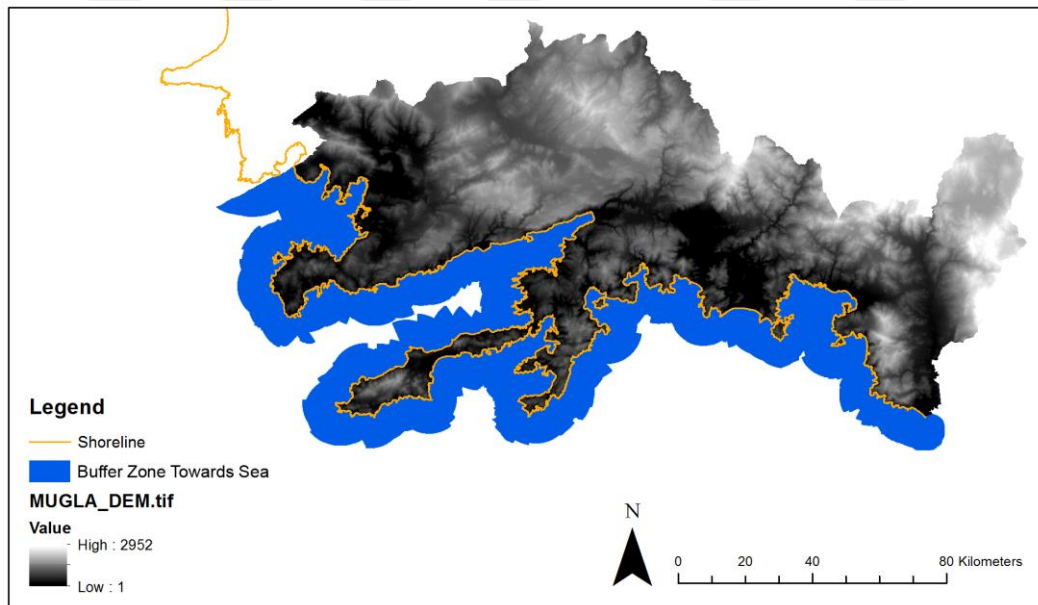 Legend
Shoreline
Buffer Zone Towards Sea
MUGLA_DEM.tif
Value
High : 2952
Low : 1
N
0 20 40 80 Kilometers